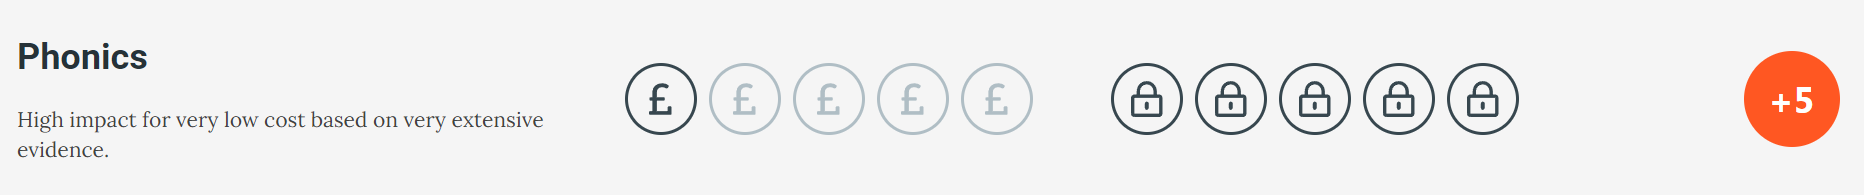 Phonics
High impact for very low cost based on very extensive
evidence.
£ £ £ £ £
+5